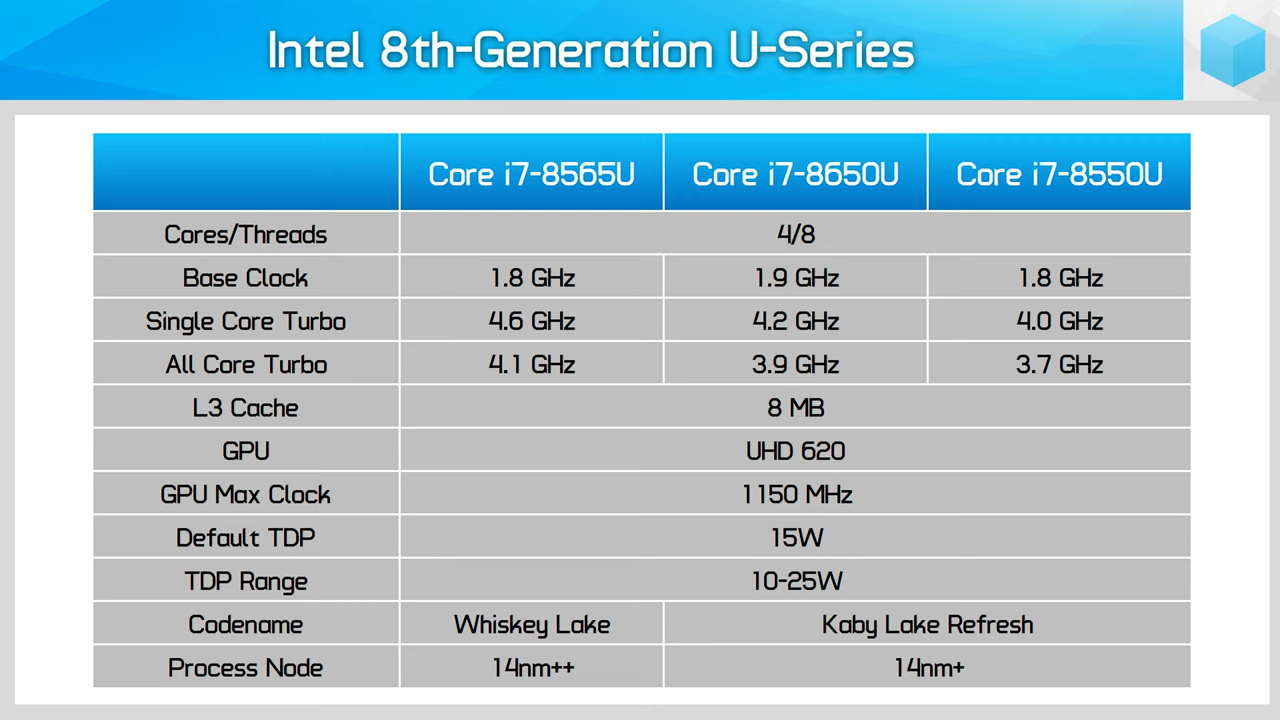 Intel 8th-Generation U-Series
Core i7-8565U Core i7-8650U Core i7-8550U
Cores/Threads 4/8
Base Clock 1.8 GHz 1.9 GHz 1.8 GHz
Single Core Turbo 4.6 GHz 4.2 GHz 4.0 GHz
All Core Turbo 4.1 GHz 3.9 GHz 3.7 GHz
L3 Cache 8 MB
GPU UHD 620
GPU Max Clock 1150 MHz
Default TDP 15W
TDP Range 10-25W
Codename Whiskey Lake Kaby Lake Refresh
Process Node 14nm++ 14nm+